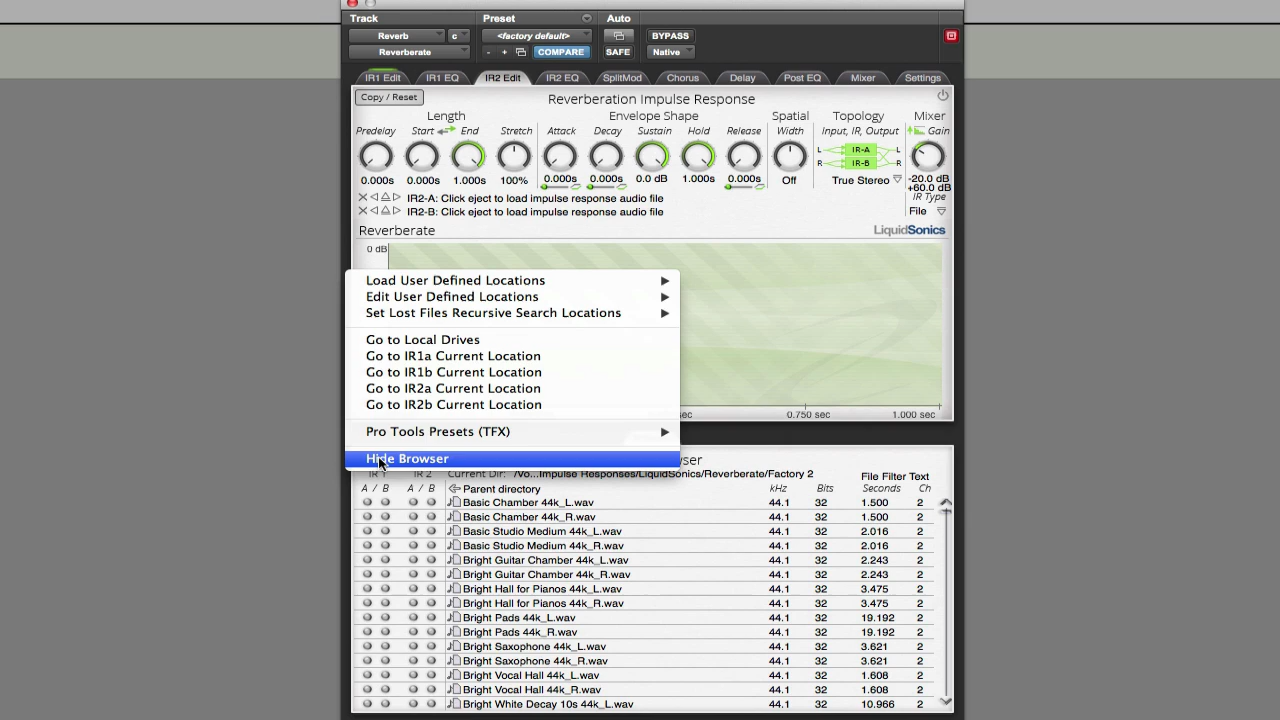 Track Preset Auto
Reverb c <factory default> BYPASS
Reverberate - + COMPARE SAFE Native
IR1 Edit IR1 EQ IR2 Edit IR2 EQ SplitMod Chorus Delay Post EQ Mixer Settings
Copy / Reset Reverberation Impulse Response
Length Envelope Shape Spatial Topology Mixer
Predelay Start End Stretch Attack Decay Sustain Hold Release Width Input, IR, Output Gain
L IR-A L
R IR-B R
0.000s 0.000s 1.000s 100% 0.000s 0.000s 0.0 dB 1.000s 0.000s Off True Stereo -20.0 dB
+60.0 dB
IR2-A: Click eject to load impulse response audio file IR Type
IR2-B: Click eject to load impulse response audio file File
Reverberate LiquidSonics
0 dB
Load User Defined Locations
Edit User Defined Locations
Set Lost Files Recursive Search Locations
Go to Local Drives
Go to IR1a Current Location
Go to IR1b Current Location
Go to IR2a Current Location
Go to IR2b Current Location
sec 0.750 sec 1.000 sec
Pro Tools Presets (TFX)
Hide Browser
IR 1 IR 2 Current Dir: /Vo...Impulse Responses/LiquidSonics/Reverberate/Factory 2 File Filter Text
A / B A / B Parent directory kHz Bits Seconds Ch
Basic Chamber 44k_L.wav 44.1 32 1.500 2
Basic Chamber 44k_R.wav 44.1 32 1.500 2
Basic Studio Medium 44k_L.wav 44.1 32 2.016 2
Basic Studio Medium 44k_R.wav 44.1 32 2.016 2
Bright Guitar Chamber 44k_L.wav 44.1 32 2.243 2
Bright Guitar Chamber 44k_R.wav 44.1 32 2.243 2
Bright Hall for Pianos 44k_L.wav 44.1 32 3.475 2
Bright Hall for Pianos 44k_R.wav 44.1 32 3.475 2
Bright Pads 44k_L.wav 44.1 32 19.192 2
Bright Pads 44k_R.wav 44.1 32 19.192 2
Bright Saxophone 44k_L.wav 44.1 32 3.621 2
Bright Saxophone 44k_R.wav 44.1 32 3.621 2
Bright Vocal Hall 44k_L.wav 44.1 32 1.608 2
Bright Vocal Hall 44k_R.wav 44.1 32 1.608 2
Bright White Decay 10s 44k_L.wav 44.1 32 10.966 2